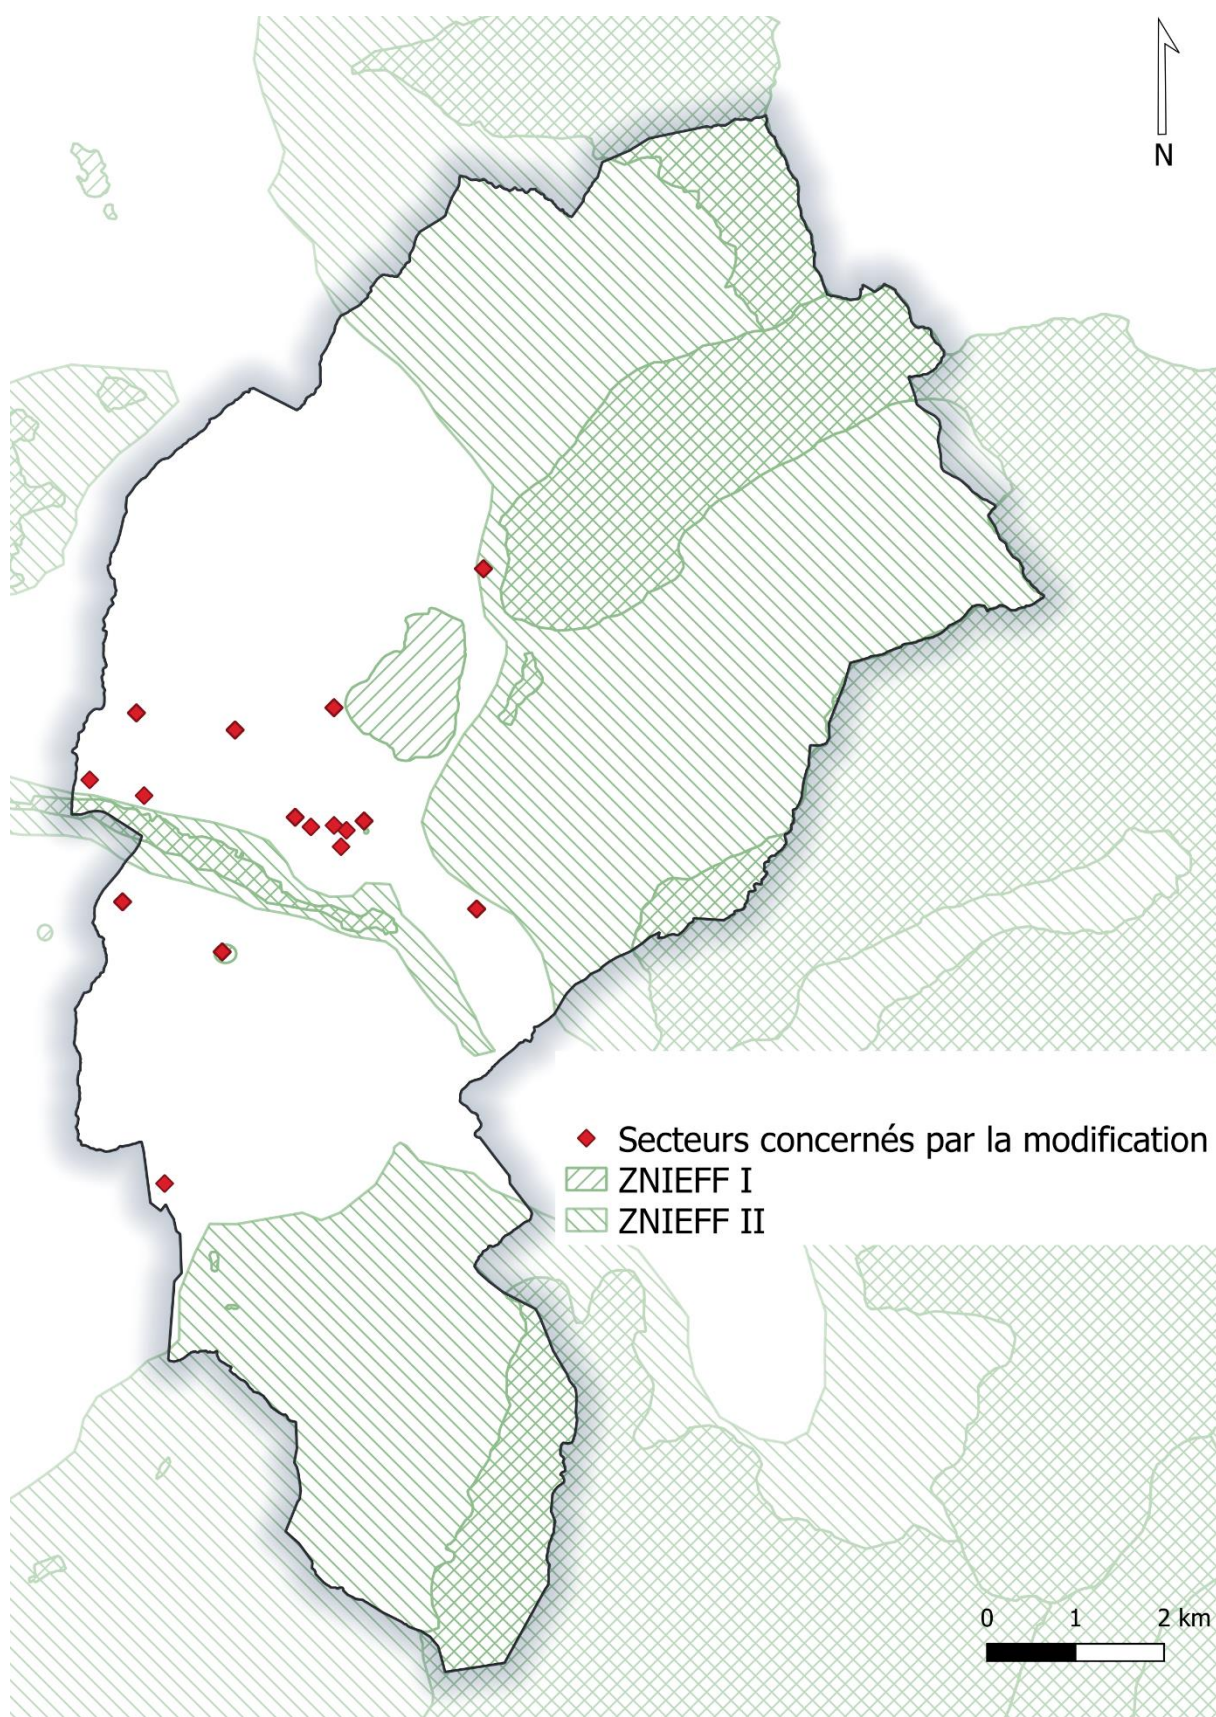 N
Secteurs concernés par la modification
ZNIEFF I
ZNIEFF II
0 1 2 km